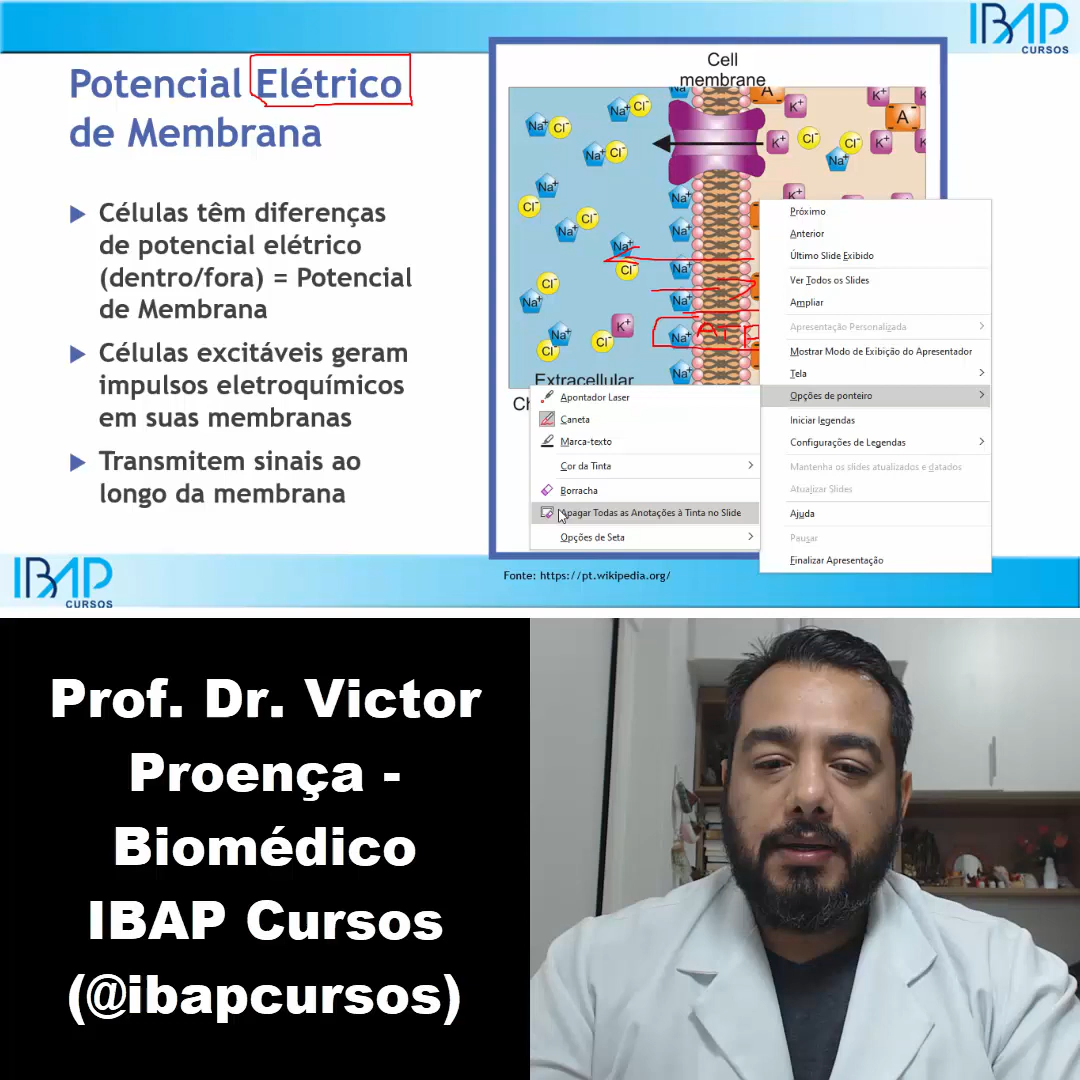 IBAP
CURSOS
Potencial Elétrico
de Membrana
Células têm diferenças
de potencial elétrico
(dentro/fora) = Potencial
de Membrana
Células excitáveis geram
impulsos eletroquímicos
em suas membranas
Transmitem sinais ao
longo da membrana
Cell
membrane
Na+ Cl-
K+
A
Extracellular
Próximo
Anterior
Último Slide Exibido
Ver Todos os Slides
Ampliar
Apresentação Personalizada
Mostrar Modo de Exibição do Apresentador
Tela
Opções de ponteiro
Iniciar legendas
Configurações de Legendas
Mantenha os slides atualizados e datados
Atualizar Slides
Ajuda
Pausar
Finalizar Apresentação
Apontador Laser
Caneta
Marca-texto
Cor da Tinta
Borracha
Apagar Todas as Anotações à Tinta no Slide
Opções de Seta
Fonte: https://pt.wikipedia.org/
IBAP
CURSOS
Prof. Dr. Victor
Proença -
Biomédico
IBAP Cursos
(@ibapcursos)